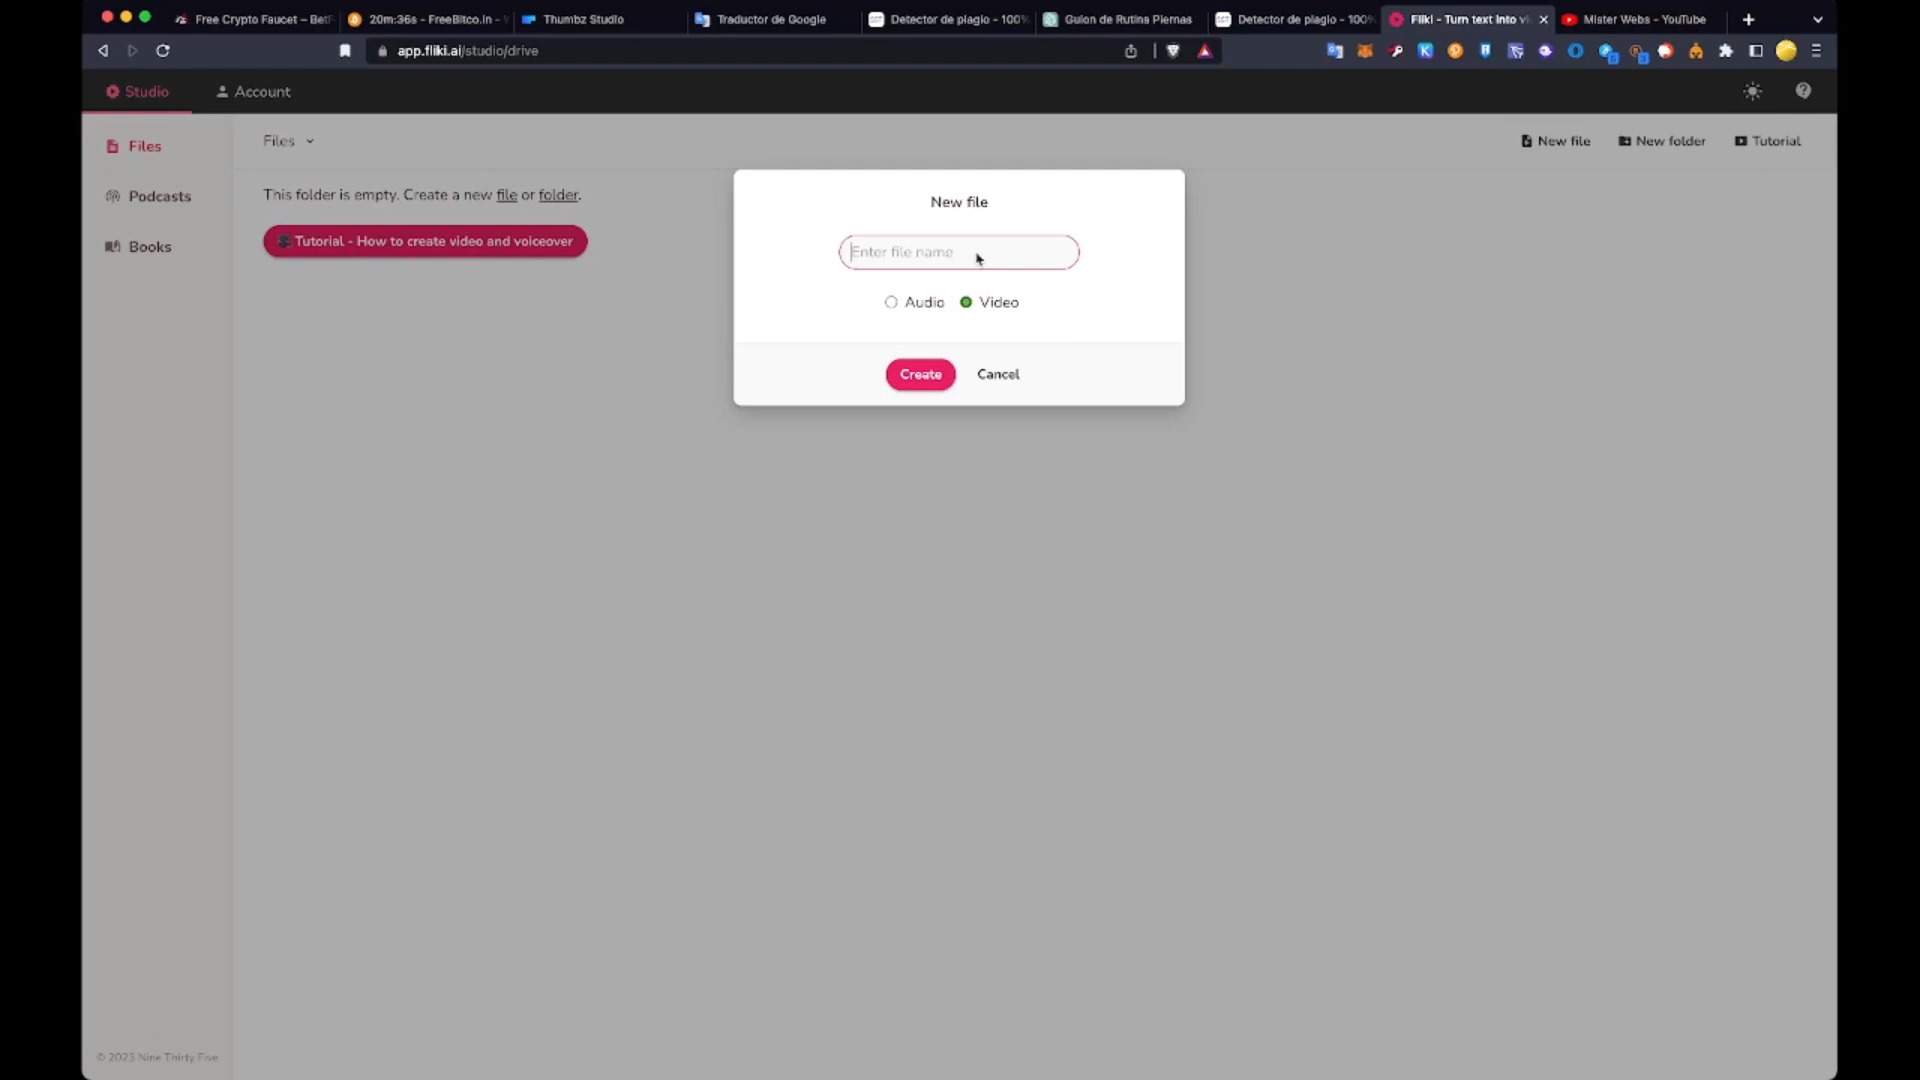 Free Crypto Faucet – BetF
20m:36s - FreeBitco.in -
Thumbz Studio
Traductor de Google
Detector de plagio - 100%
Guion de Rutina Piernas
Detector de plagio - 100%
Fliki - Turn text into vi
Mister Webs - YouTube
app.fliki.ai/studio/drive
Studio
Account
Files
Podcasts
Books
Files
New file
New folder
Tutorial
This folder is empty. Create a new file or folder.
Tutorial - How to create video and voiceover
New file
Enter file name
Audio
Video
Create
Cancel
© 2023 Nine Thirty Five